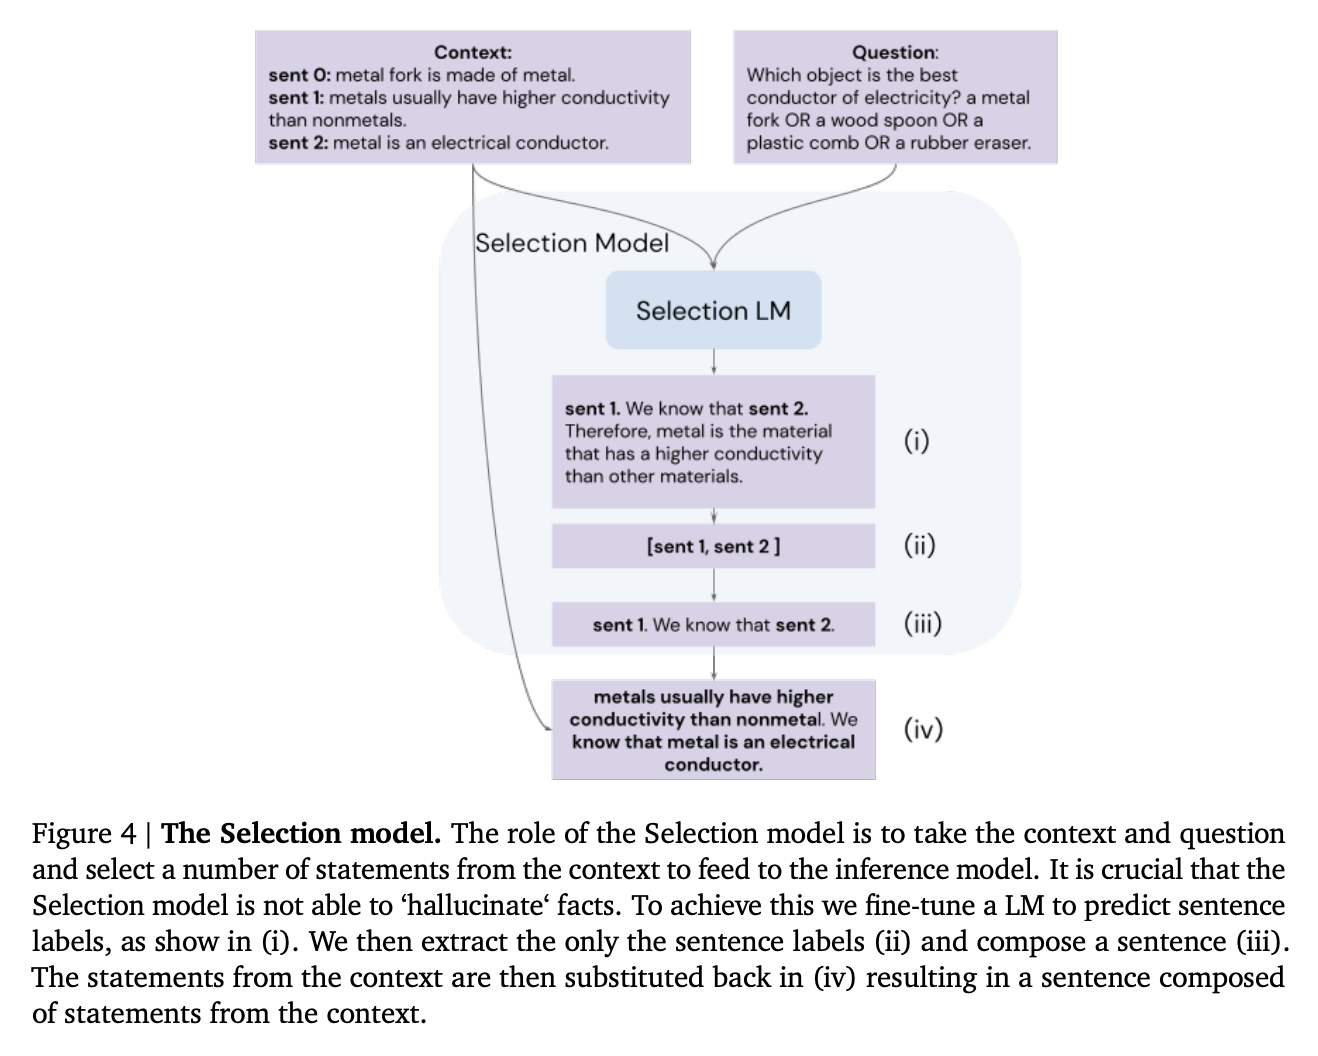 Context:
sent 0: metal fork is made of metal.
sent 1: metals usually have higher conductivity
than nonmetals.
sent 2: metal is an electrical conductor.
Question:
Which object is the best
conductor of electricity? a metal
fork OR a wood spoon OR a
plastic comb OR a rubber eraser.
Selection Model
Selection LM
sent 1. We know that sent 2.
Therefore, metal is the material
that has a higher conductivity
than other materials.
(i)
[sent 1, sent 2 ]
(ii)
sent 1. We know that sent 2.
(iii)
metals usually have higher
conductivity than nonmetal. We
know that metal is an electrical
conductor.
(iv)
Figure 4 | The Selection model. The role of the Selection model is to take the context and question
and select a number of statements from the context to feed to the inference model. It is crucial that the
Selection model is not able to ‘hallucinate‘ facts. To achieve this we fine-tune a LM to predict sentence
labels, as show in (i). We then extract the only the sentence labels (ii) and compose a sentence (iii).
The statements from the context are then substituted back in (iv) resulting in a sentence composed
of statements from the context.